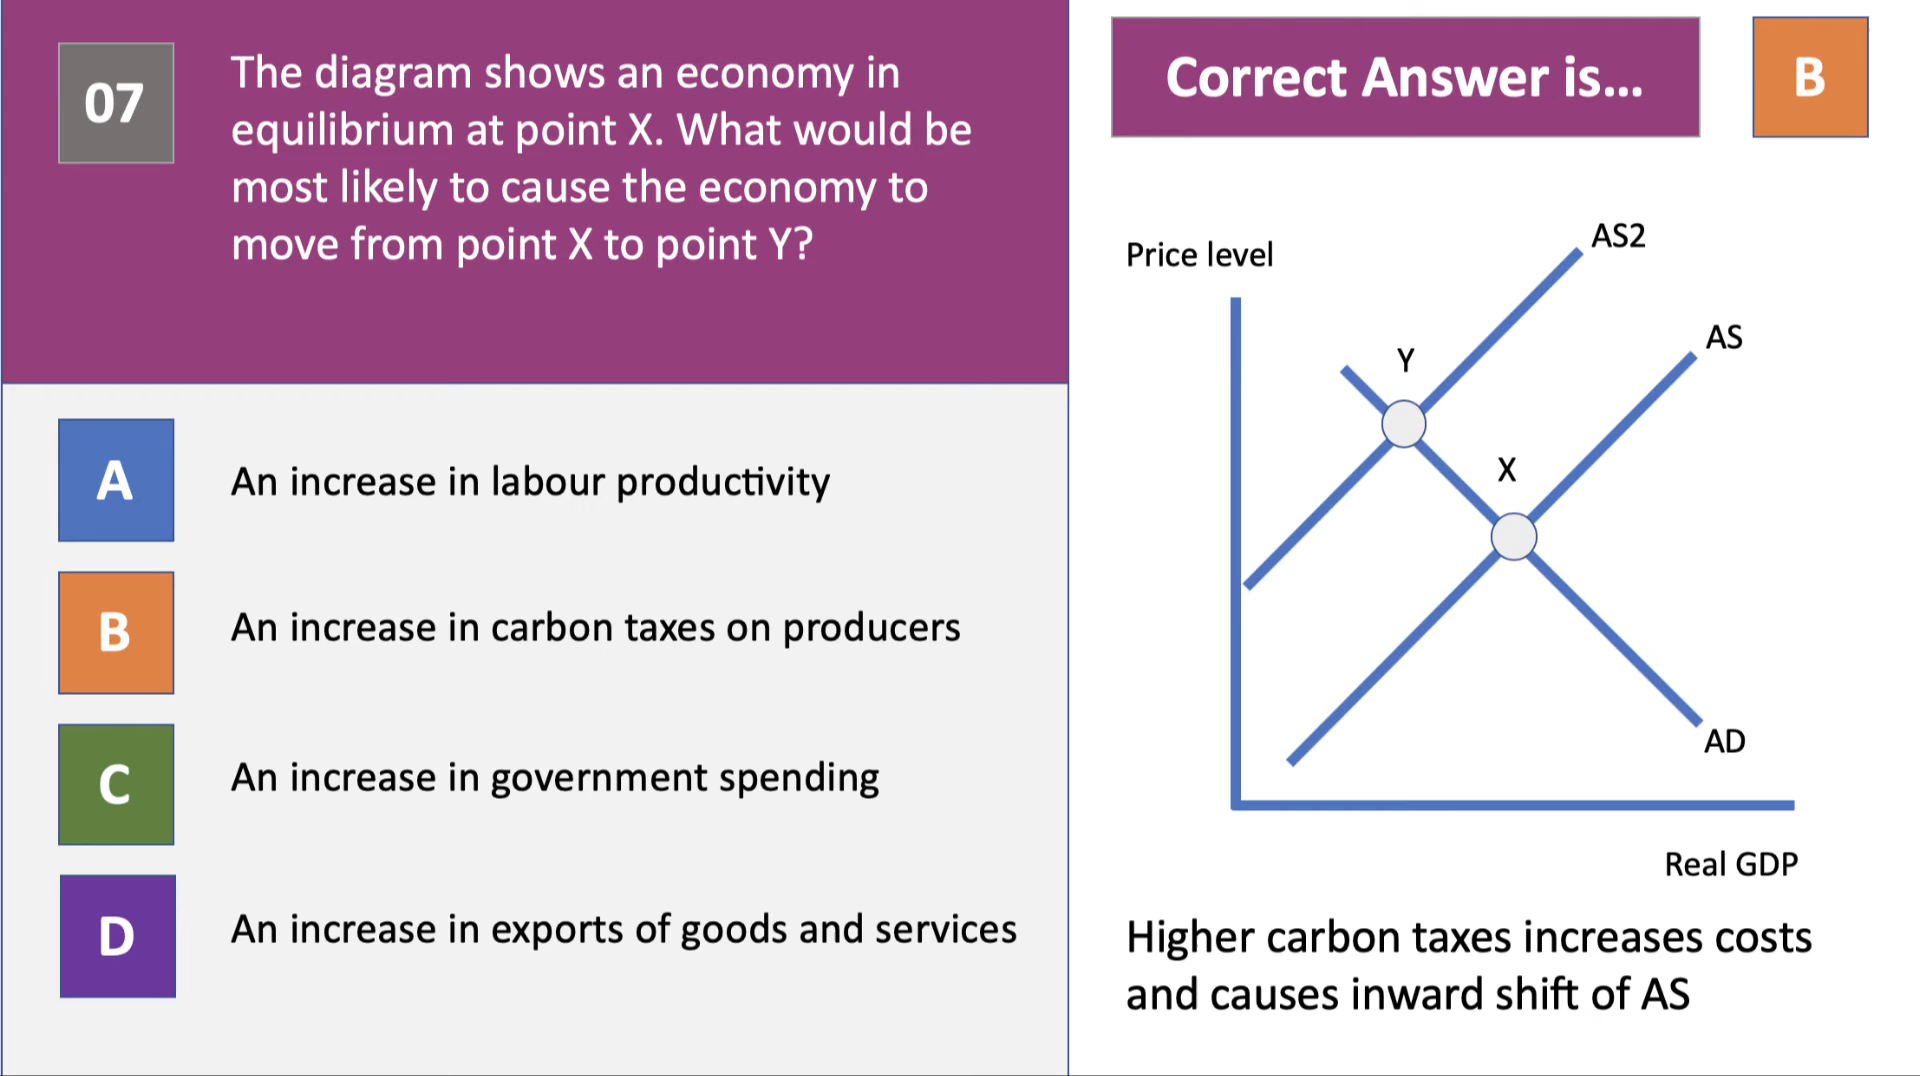 07
The diagram shows an economy in
equilibrium at point X. What would be
most likely to cause the economy to
move from point X to point Y?
A
An increase in labour productivity
B
An increase in carbon taxes on producers
C
An increase in government spending
D
An increase in exports of goods and services
Correct Answer is...
B
Price level
AS2
AS
Y
X
AD
Real GDP
Higher carbon taxes increases costs
and causes inward shift of AS